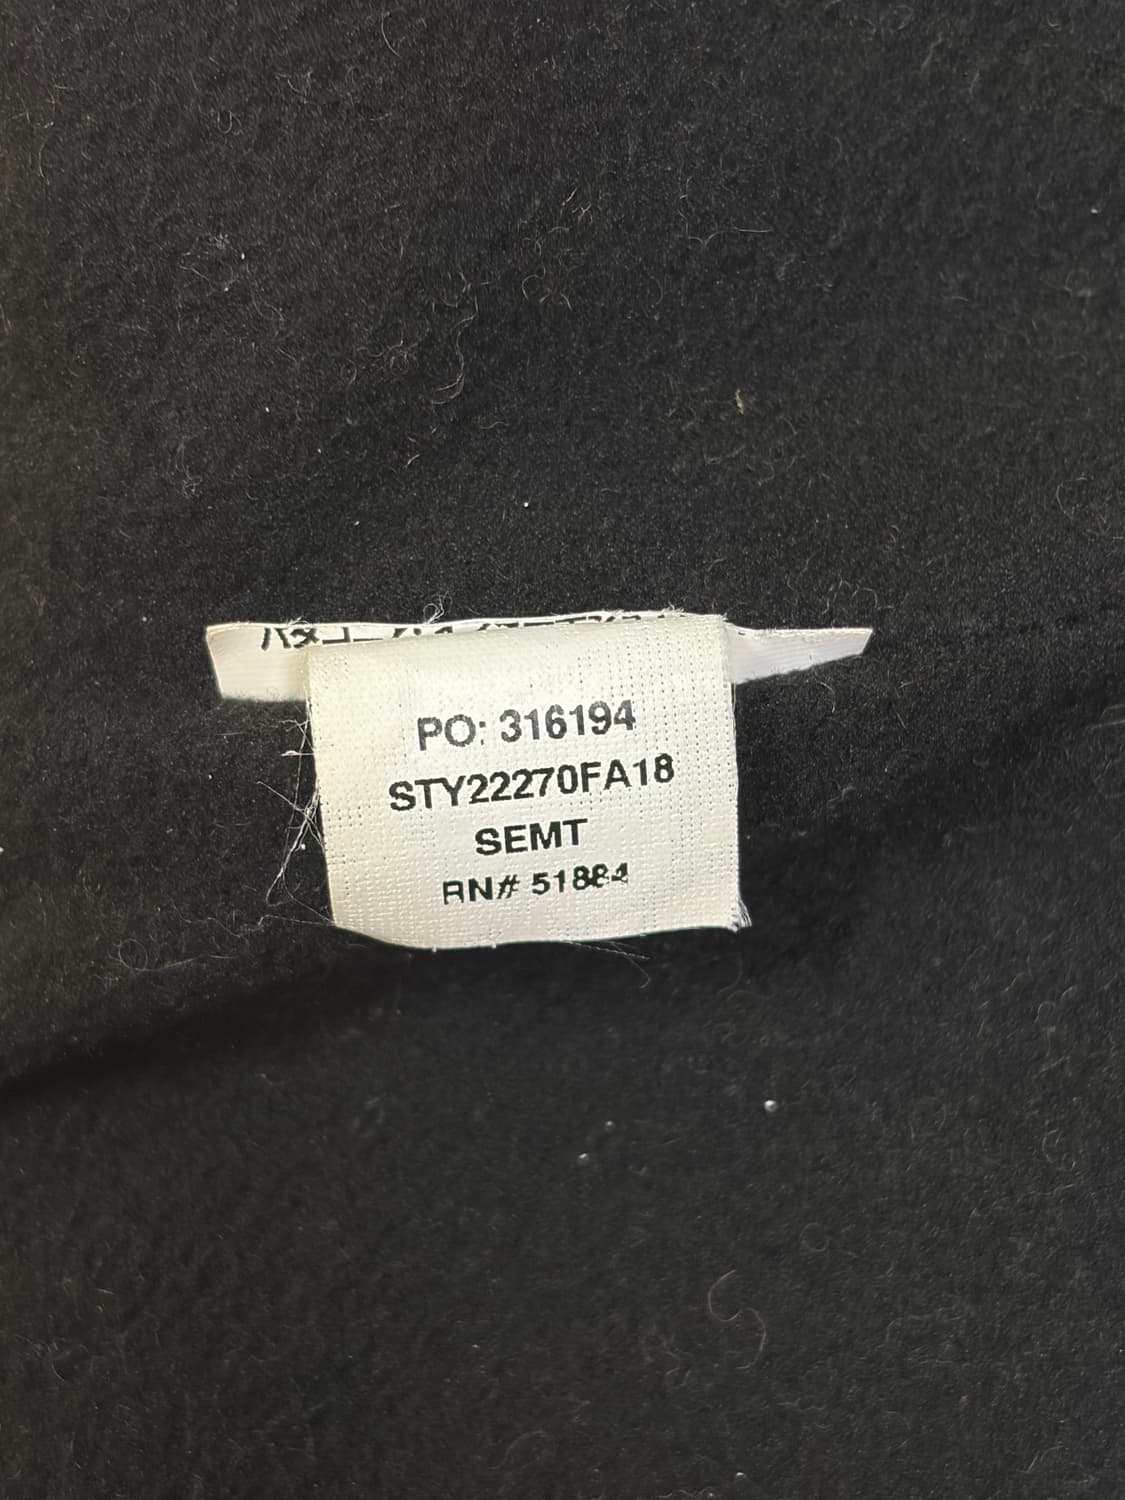 PO: 316194
STY22270FA18
SEMT
RN# 51884